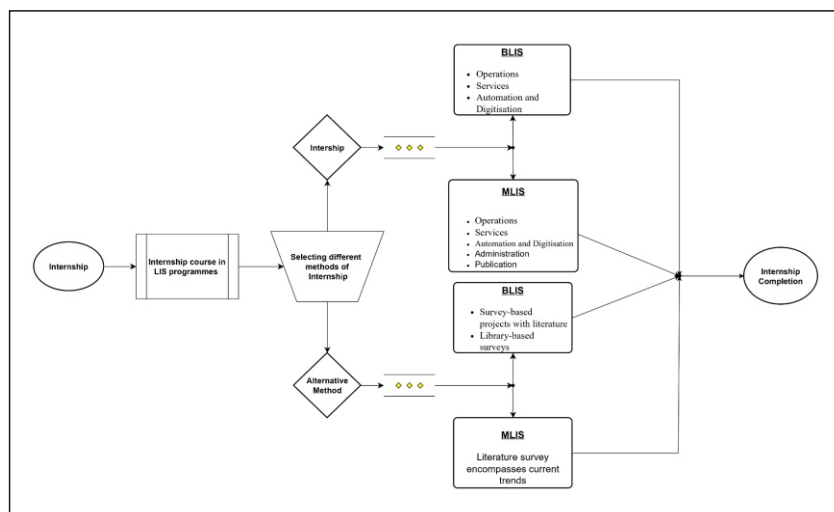 BLIS
Operations
Services
Automation and
Digitisation
Intership
MLIS
Operations
Services
Automation and Digitisation
Administration
Publication
Internship
Internship course in
LIS programmes
Selecting different
methods of
Internship
Internship
Completion
BLIS
Survey-based
projects with literature
Library-based
surveys
Alternative
Method
MLIS
Literature survey
encompasses current
trends